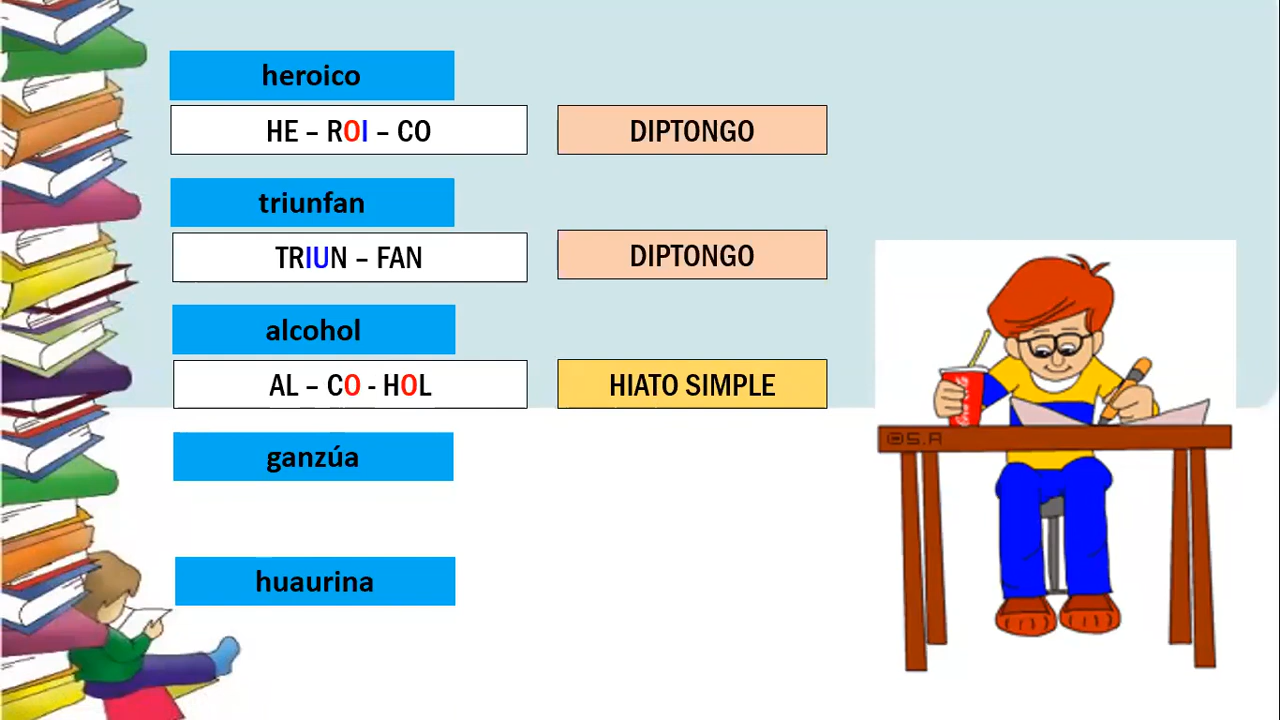 heroico
HE – ROI – CO
DIPTONGO
triunfan
TRIUN – FAN
DIPTONGO
alcohol
AL – CO - HOL
HIATO SIMPLE
ganzúa
huaurina
©S.A